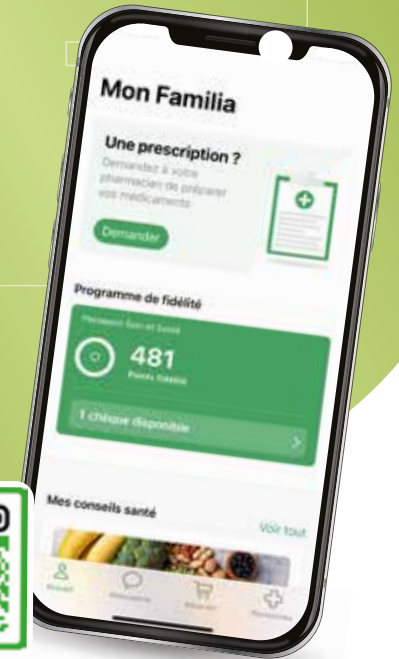 Mon Familia
Une prescription ?
Demandez à votre
pharmacien de préparer
vos médicaments
Demander
Programme de fidélité
481
Points fidélité
1 chèque disponible
Mes conseils santé
Voir tout
Accueil